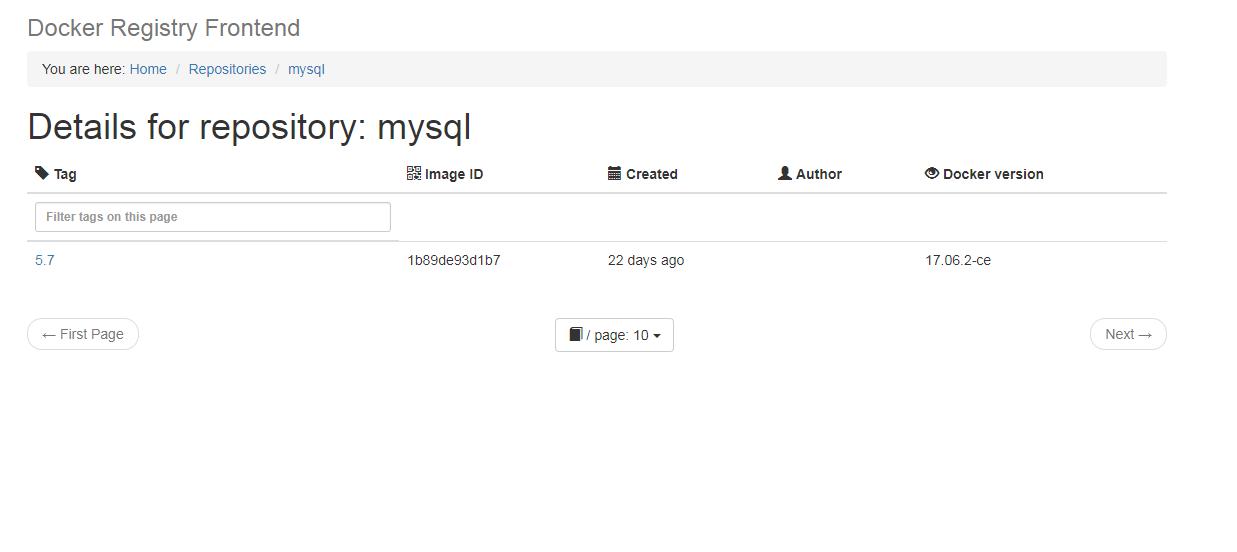 Docker Registry Frontend
You are here: Home / Repositories / mysql
Details for repository: mysql
Tag Image ID Created Author Docker version
Filter tags on this page
5.7 1b89de93d1b7 22 days ago 17.06.2-ce
← First Page / page: 10 Next →